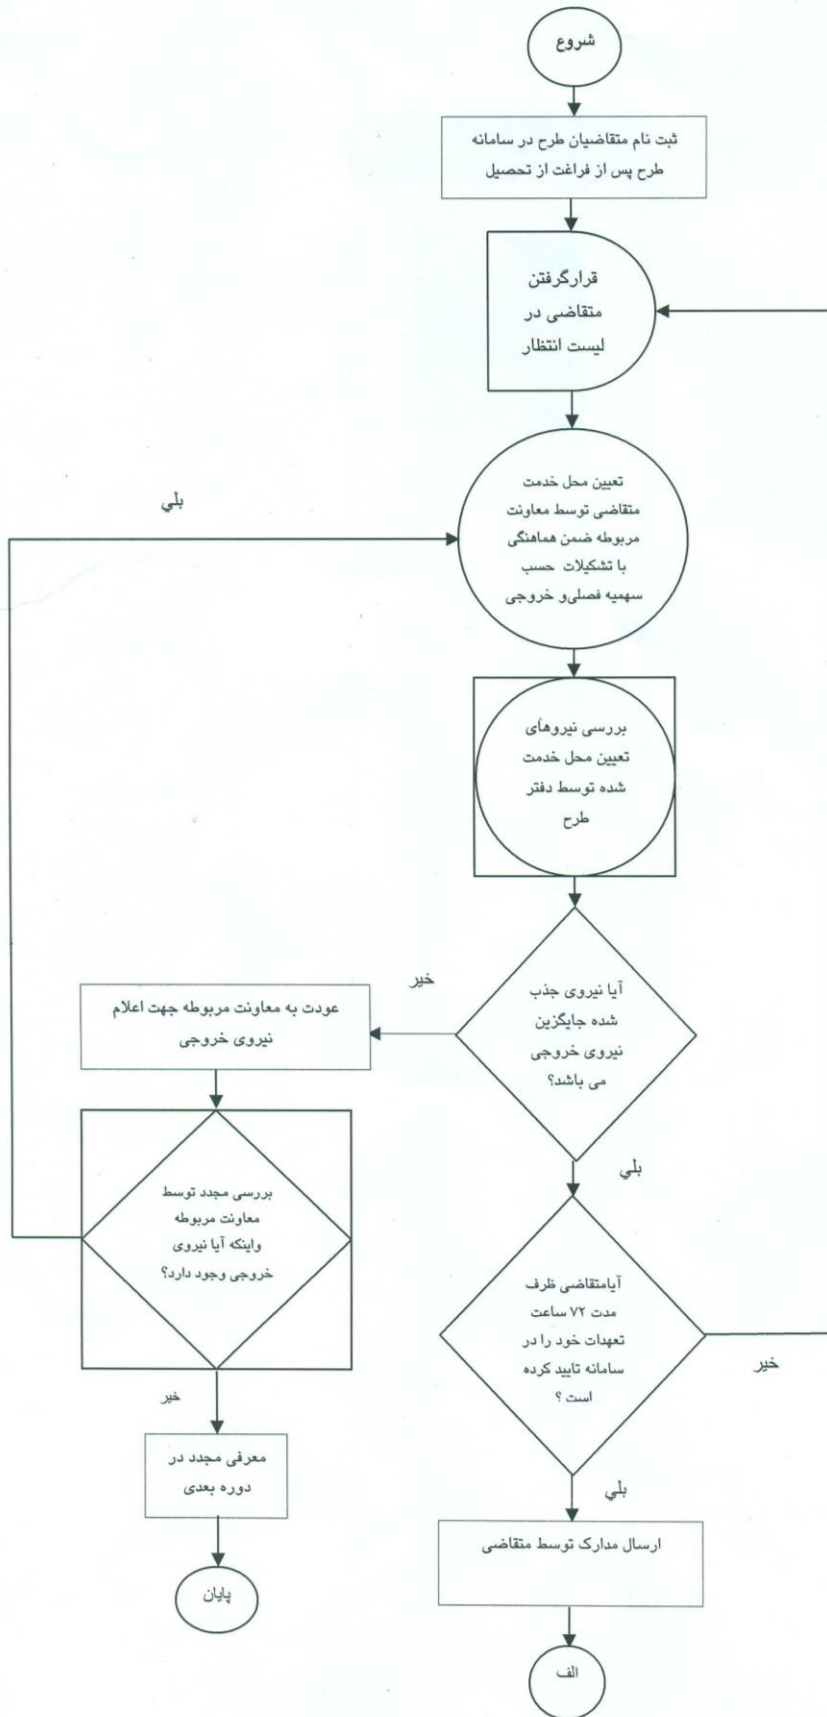 شروع
ثبت نام متقاضیان طرح در سامانه
طرح پس از فراغت از تحصیل
قرارگرفتن
متقاضی در
لیست انتظار
تعیین محل خدمت
متقاضی توسط معاونت
مربوطه ضمن هماهنگی
با تشکیلات حسب
سهمیه فصلی‌و خروجی
بلي
بررسی نیروهای
تعیین محل خدمت
شده توسط دفتر
طرح
آیا نیروی جذب
شده جایگزین
نیروی خروجی
می باشد؟
خیر
عودت به معاونت مربوطه جهت اعلام
نیروی خروجی
بلي
بررسی مجدد توسط
معاونت مربوطه
واینکه آیا نیروی
خروجی وجود دارد؟
آیامتقاضی ظرف
مدت ۷۲ ساعت
تعهدات خود را در
سامانه تایید کرده
است ؟
خیر
خیر
معرفی مجدد در
دوره بعدی
بلي
ارسال مدارک توسط متقاضی
پایان
الف